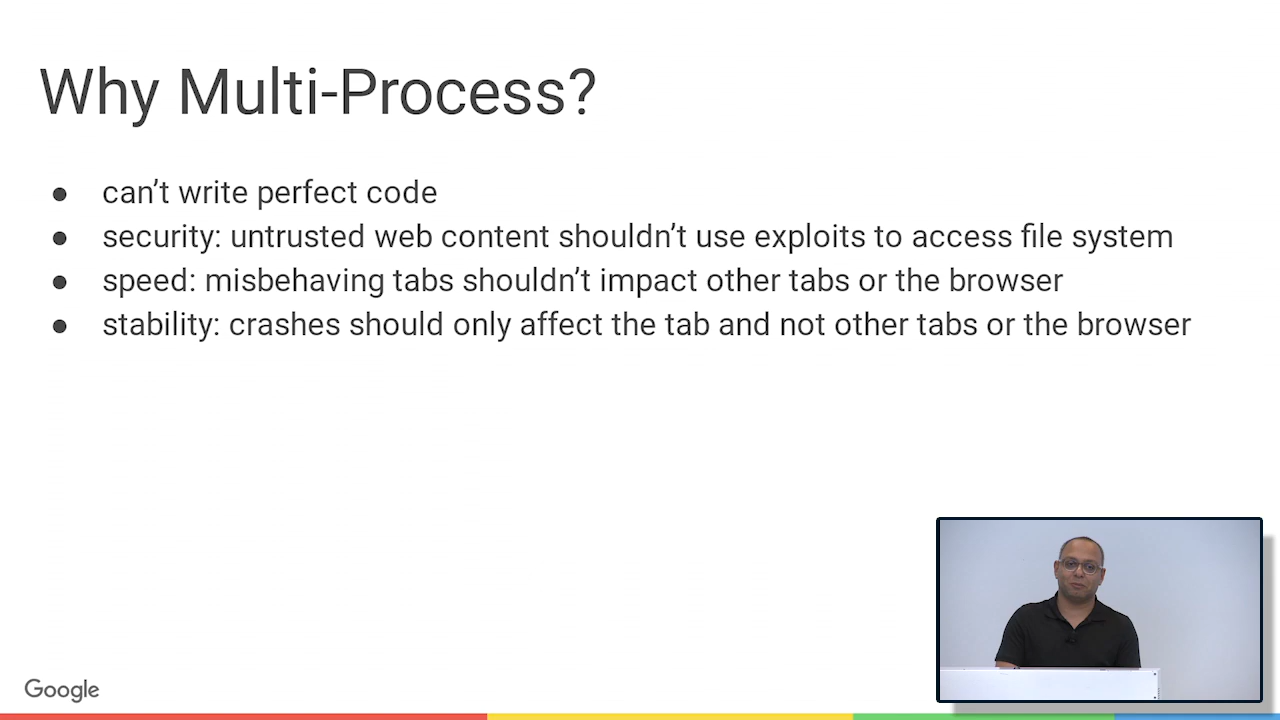 Why Multi-Process?
● can’t write perfect code
● security: untrusted web content shouldn’t use exploits to access file system
● speed: misbehaving tabs shouldn’t impact other tabs or the browser
● stability: crashes should only affect the tab and not other tabs or the browser
Google